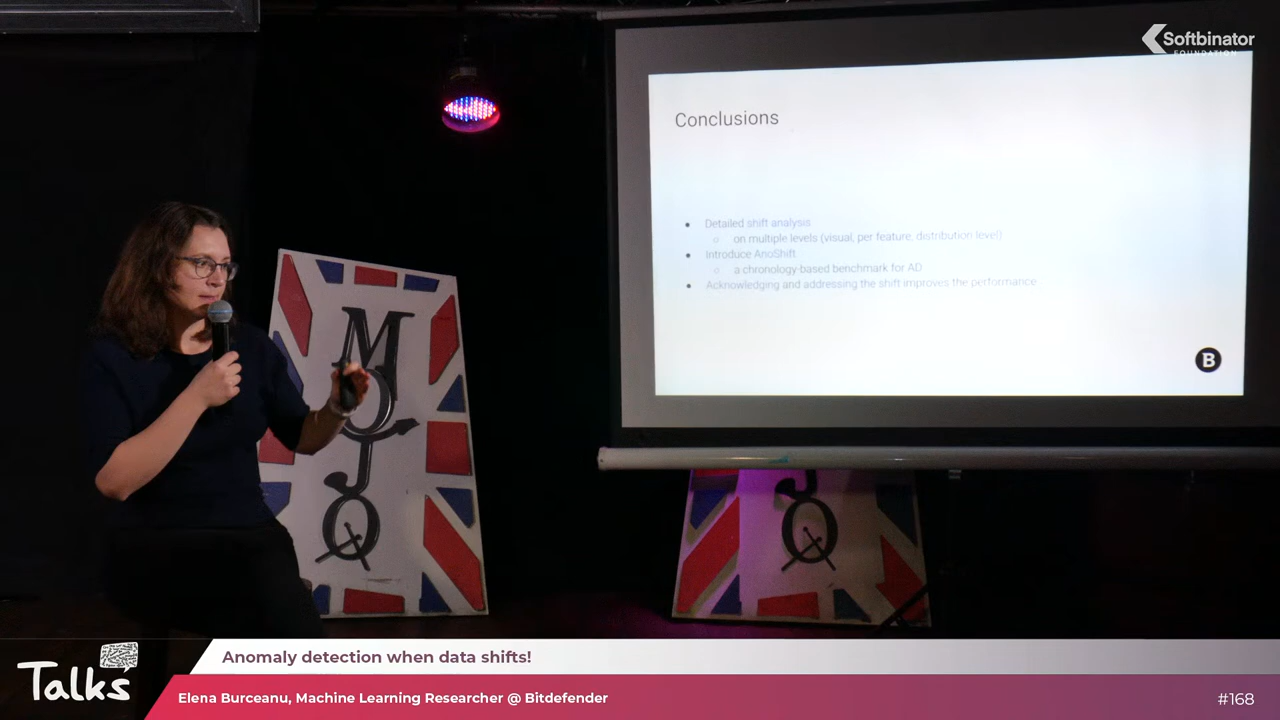 Softbinator
FOUNDATION
Conclusions
Detailed shift analysis
on multiple levels (visual, per feature, distribution level)
Introduce AnoShift
a chronology-based benchmark for AD
Acknowledging and addressing the shift improves the performance
B
MOJO
JO
Talks
Anomaly detection when data shifts!
Elena Burceanu, Machine Learning Researcher @ Bitdefender
#168